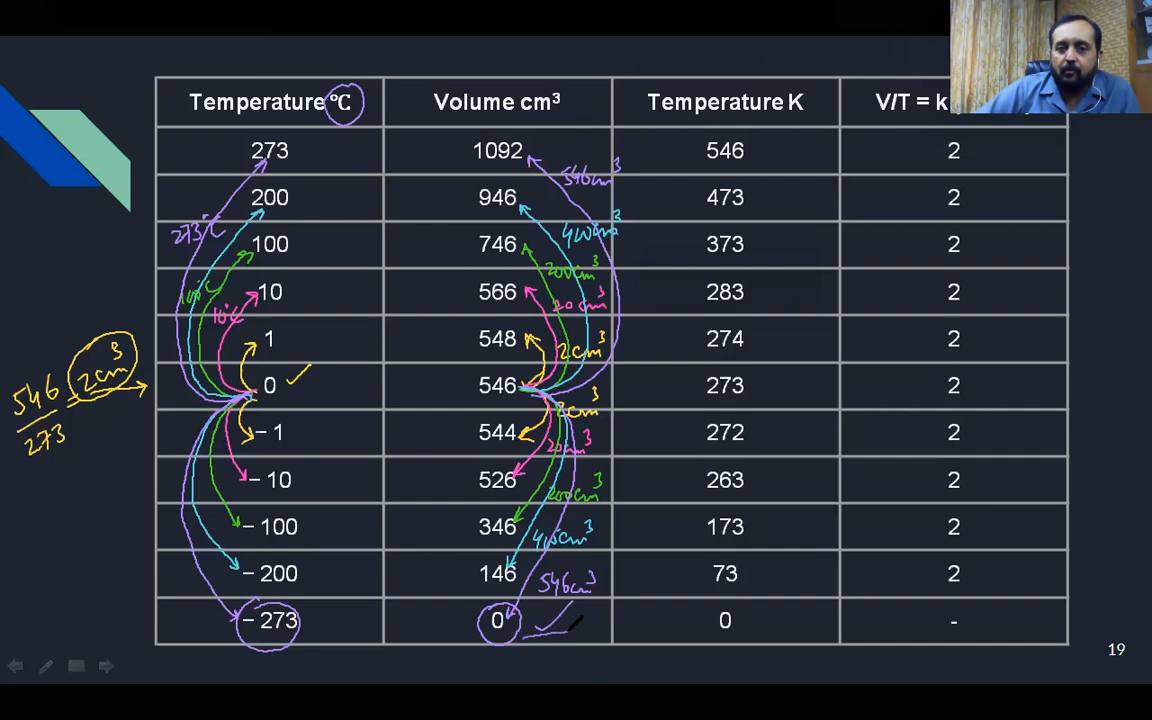 Temperature ℃ Volume cm³ Temperature K V/T = k
273 1092 546 2
546cm³
200 946 473 2
273℃ 400cm³
100 746 373 2
100℃ 200cm³
10 566 283 2
10℃ 20cm³
1 548 274 2
2cm³
546/273 2cm³
0 546 273 2
2cm³
− 1 544 272 2
20cm³
− 10 526 263 2
200cm³
− 100 346 173 2
400cm³
− 200 146 73 2
546cm³
− 273 0 0 -
19